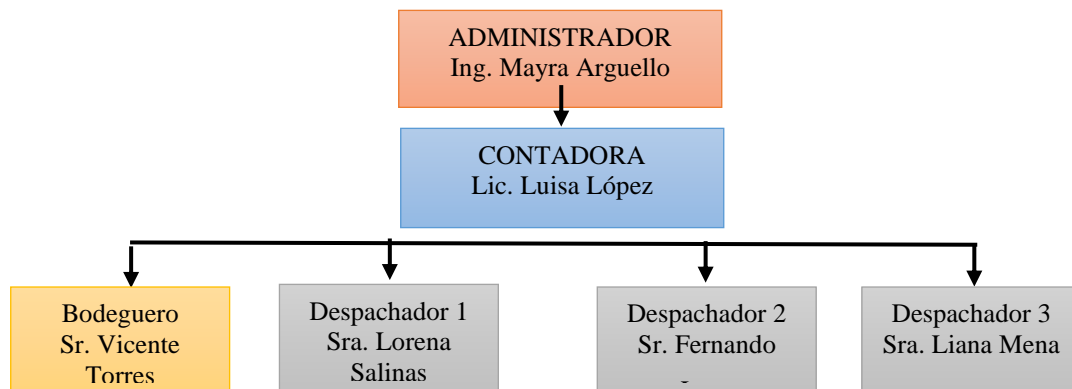 ADMINISTRADOR
Ing. Mayra Arguello
CONTADORA
Lic. Luisa López
Bodeguero
Sr. Vicente
Torres
Despachador 1
Sra. Lorena
Salinas
Despachador 2
Sr. Fernando
Despachador 3
Sra. Liana Mena